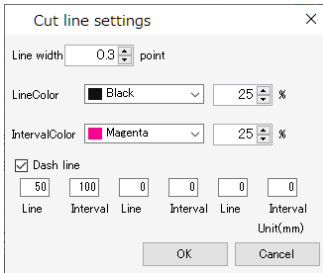 Cut line settings
Line width 0.3 point
LineColor Black 25 %
IntervalColor Magenta 25 %
Dash line
50 100 0 0 0 0
Line Interval Line Interval Line Interval
Unit(mm)
OK Cancel